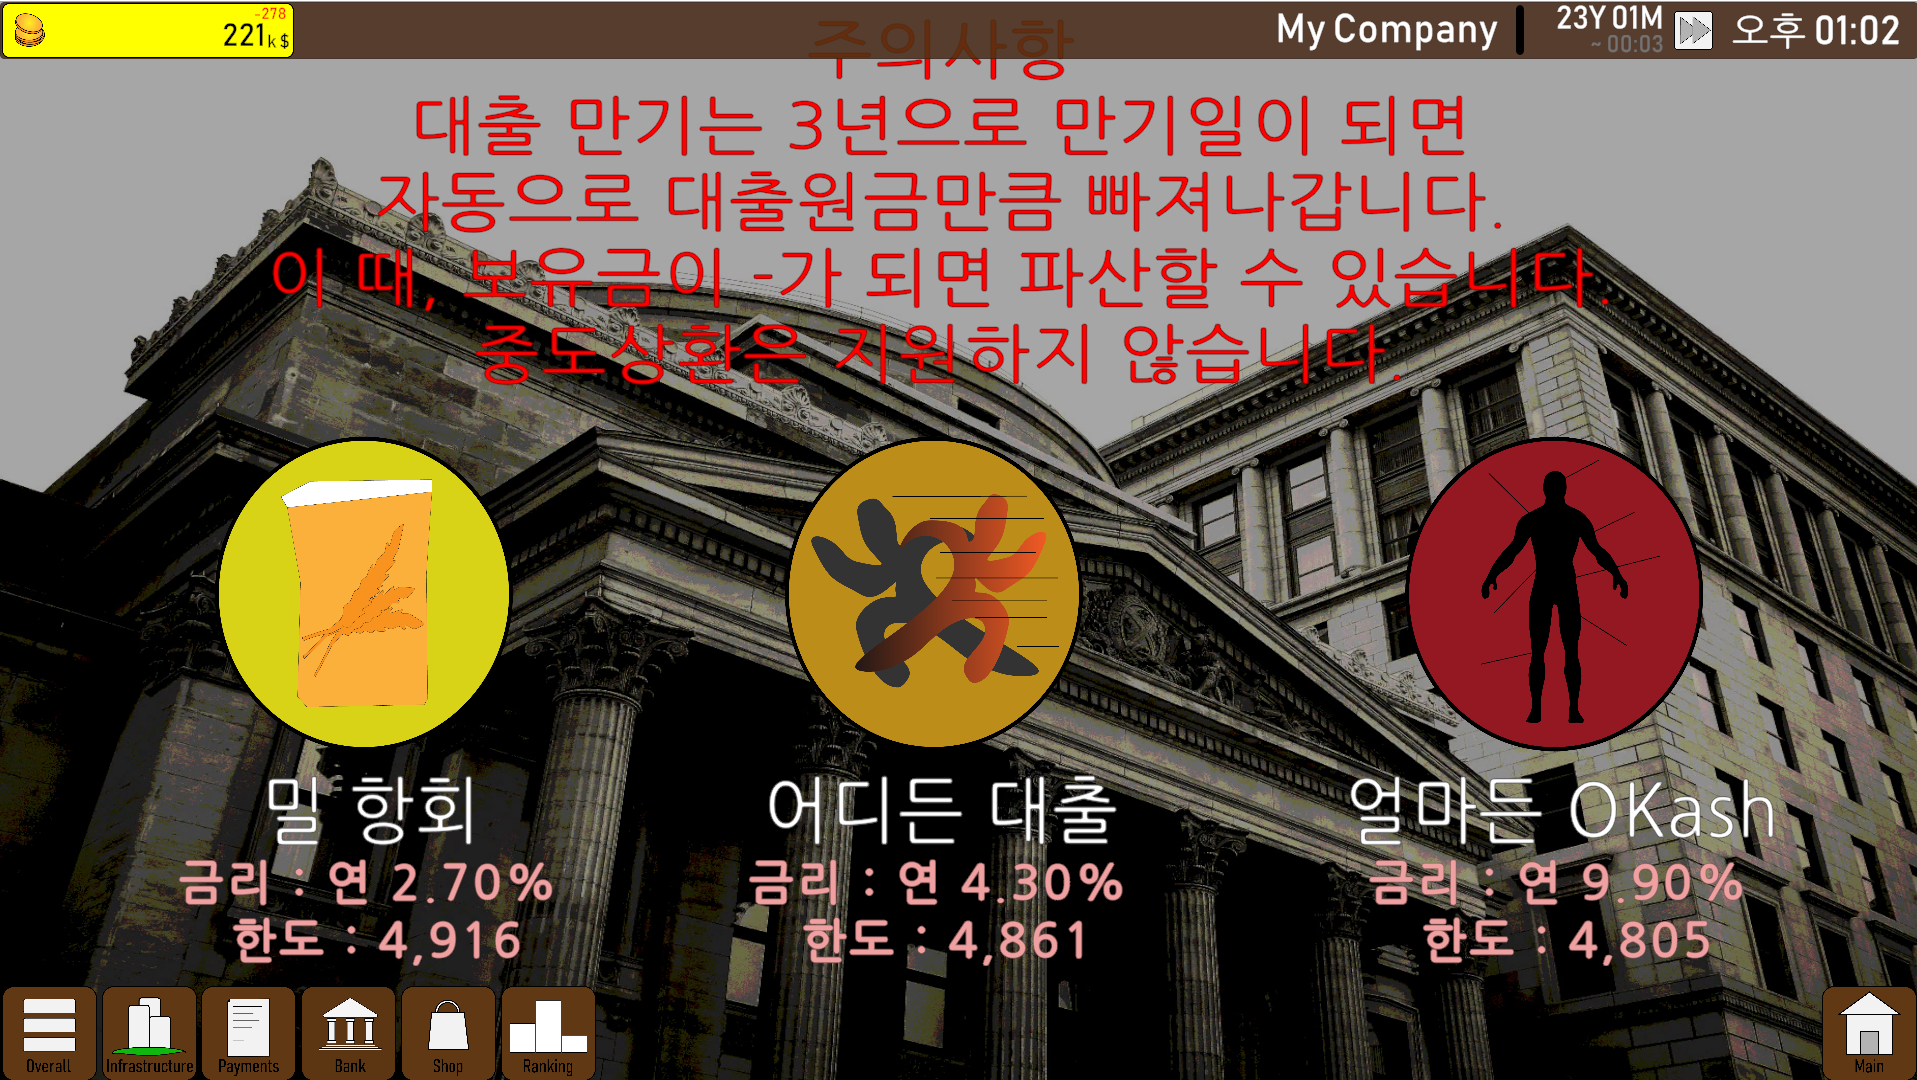 -278
221k $
My Company
23Y 01M
~ 00:03
오후 01:02
주의사항
대출 만기는 3년으로 만기일이 되면
자동으로 대출원금만큼 빠져나갑니다.
이 때, 보유금이 -가 되면 파산할 수 있습니다.
중도상환은 지원하지 않습니다.
밀 항회
금리 : 연 2.70%
한도 : 4,916
어디든 대출
금리 : 연 4.30%
한도 : 4,861
얼마든 OKash
금리 : 연 9.90%
한도 : 4,805
Overall
Infrastructure
Payments
Bank
Shop
Ranking
Main